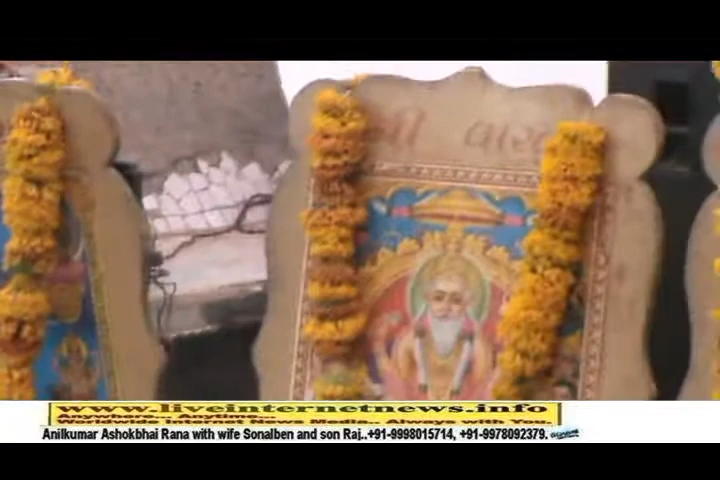 શ્રી
www.liveinternetnews.info
Anywhere... Anytime...
Worldwide Internet News Media.. Always with You.
Anilkumar Ashokbhai Rana with wife Sonalben and son Raj..+91-9998015714, +91-9978092379.